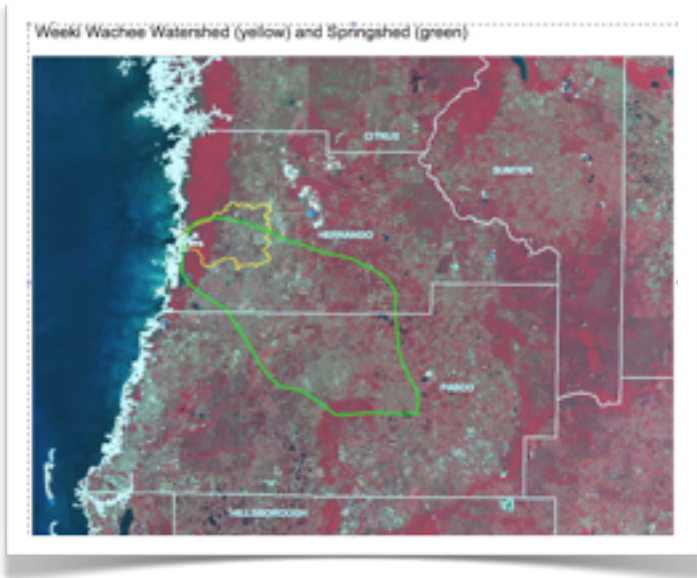 Weeki Wachee Watershed (yellow) and Springshed (green)
CITRUS
SUMTER
HERNANDO
PASCO
HILLSBOROUGH